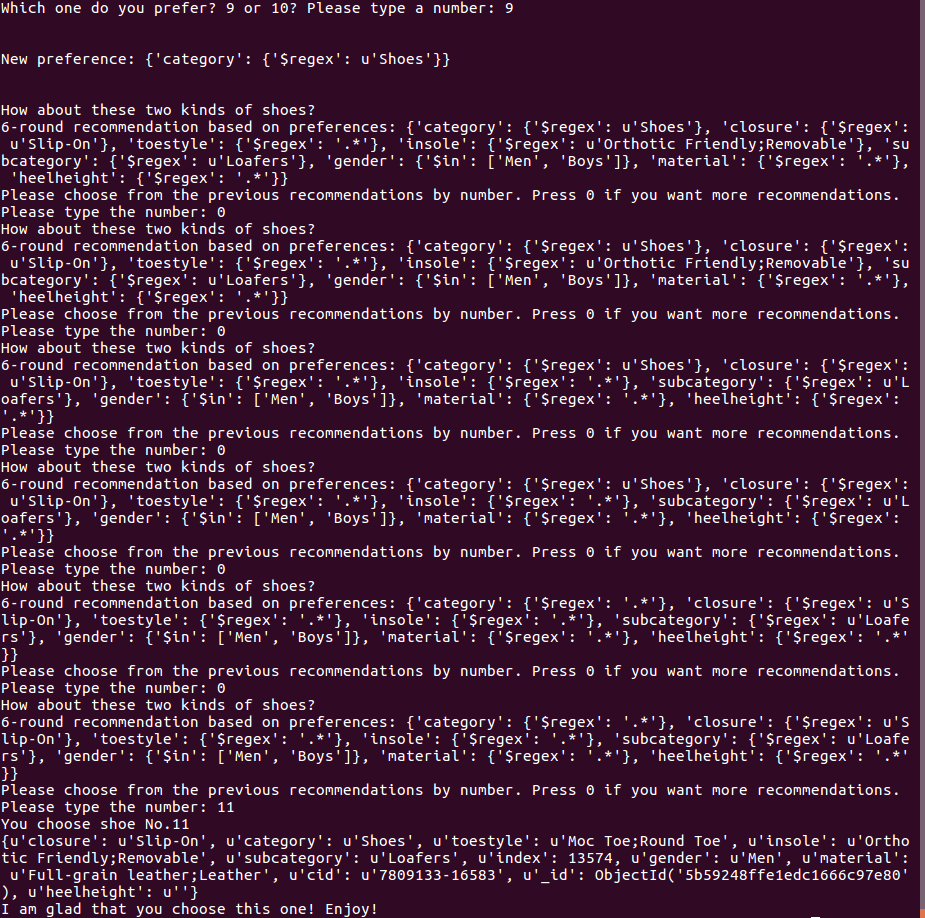 Which one do you prefer? 9 or 10? Please type a number: 9
New preference: {'category': {'$regex': u'Shoes'}}
How about these two kinds of shoes?
6-round recommendation based on preferences: {'category': {'$regex': u'Shoes'}, 'closure': {'$regex':
 u'Slip-On'}, 'toestyle': {'$regex': '.*'}, 'insole': {'$regex': u'Orthotic Friendly;Removable'}, 'su
bcategory': {'$regex': u'Loafers'}, 'gender': {'$in': ['Men', 'Boys']}, 'material': {'$regex': '.*'},
 'heelheight': {'$regex': '.*'}}
Please choose from the previous recommendations by number. Press 0 if you want more recommendations.
Please type the number: 0
How about these two kinds of shoes?
6-round recommendation based on preferences: {'category': {'$regex': u'Shoes'}, 'closure': {'$regex':
 u'Slip-On'}, 'toestyle': {'$regex': '.*'}, 'insole': {'$regex': u'Orthotic Friendly;Removable'}, 'su
bcategory': {'$regex': u'Loafers'}, 'gender': {'$in': ['Men', 'Boys']}, 'material': {'$regex': '.*'},
 'heelheight': {'$regex': '.*'}}
Please choose from the previous recommendations by number. Press 0 if you want more recommendations.
Please type the number: 0
How about these two kinds of shoes?
6-round recommendation based on preferences: {'category': {'$regex': u'Shoes'}, 'closure': {'$regex':
 u'Slip-On'}, 'toestyle': {'$regex': '.*'}, 'insole': {'$regex': '.*'}, 'subcategory': {'$regex': u'L
oafers'}, 'gender': {'$in': ['Men', 'Boys']}, 'material': {'$regex': '.*'}, 'heelheight': {'$regex':
'.*'}}
Please choose from the previous recommendations by number. Press 0 if you want more recommendations.
Please type the number: 0
How about these two kinds of shoes?
6-round recommendation based on preferences: {'category': {'$regex': u'Shoes'}, 'closure': {'$regex':
 u'Slip-On'}, 'toestyle': {'$regex': '.*'}, 'insole': {'$regex': '.*'}, 'subcategory': {'$regex': u'L
oafers'}, 'gender': {'$in': ['Men', 'Boys']}, 'material': {'$regex': '.*'}, 'heelheight': {'$regex':
'.*'}}
Please choose from the previous recommendations by number. Press 0 if you want more recommendations.
Please type the number: 0
How about these two kinds of shoes?
6-round recommendation based on preferences: {'category': {'$regex': '.*'}, 'closure': {'$regex': u'S
lip-On'}, 'toestyle': {'$regex': '.*'}, 'insole': {'$regex': '.*'}, 'subcategory': {'$regex': u'Loafe
rs'}, 'gender': {'$in': ['Men', 'Boys']}, 'material': {'$regex': '.*'}, 'heelheight': {'$regex': '.*'
}}
Please choose from the previous recommendations by number. Press 0 if you want more recommendations.
Please type the number: 0
How about these two kinds of shoes?
6-round recommendation based on preferences: {'category': {'$regex': '.*'}, 'closure': {'$regex': u'S
lip-On'}, 'toestyle': {'$regex': '.*'}, 'insole': {'$regex': '.*'}, 'subcategory': {'$regex': u'Loafe
rs'}, 'gender': {'$in': ['Men', 'Boys']}, 'material': {'$regex': '.*'}, 'heelheight': {'$regex': '.*'
}}
Please choose from the previous recommendations by number. Press 0 if you want more recommendations.
Please type the number: 11
You choose shoe No.11
{u'closure': u'Slip-On', u'category': u'Shoes', u'toestyle': u'Moc Toe;Round Toe', u'insole': u'Ortho
tic Friendly;Removable', u'subcategory': u'Loafers', u'index': 13574, u'gender': u'Men', u'material':
 u'Full-grain leather;Leather', u'cid': u'7809133-16583', u'_id': ObjectId('5b59248ffe1edc1666c97e80'
), u'heelheight': u''}
I am glad that you choose this one! Enjoy!